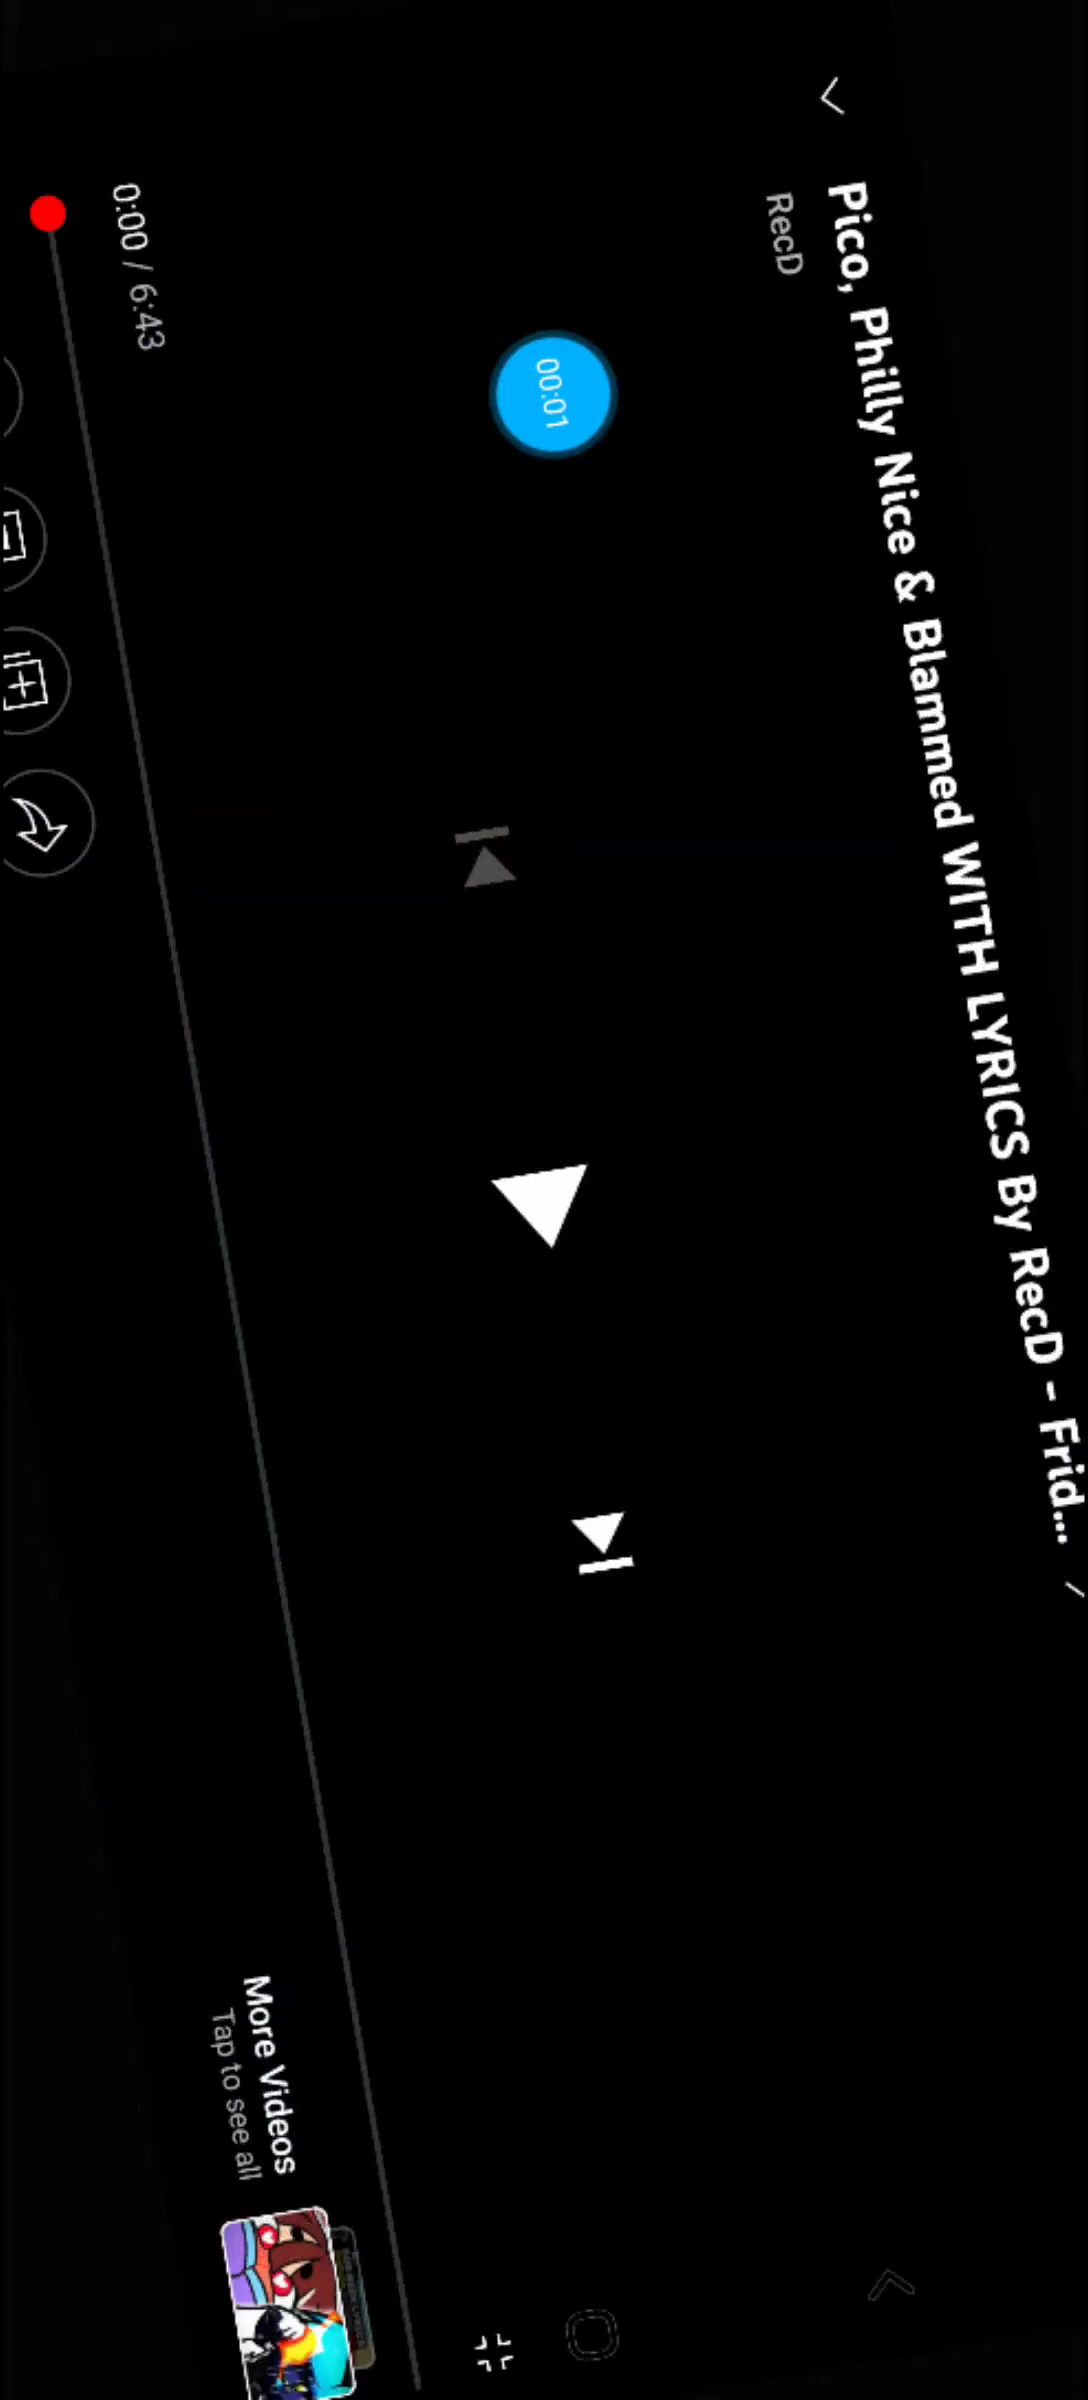 Pico, Philly Nice & Blammed WITH LYRICS By RecD - Frid...
RecD
00:01
0:00 / 6:43
More Videos
Tap to see all